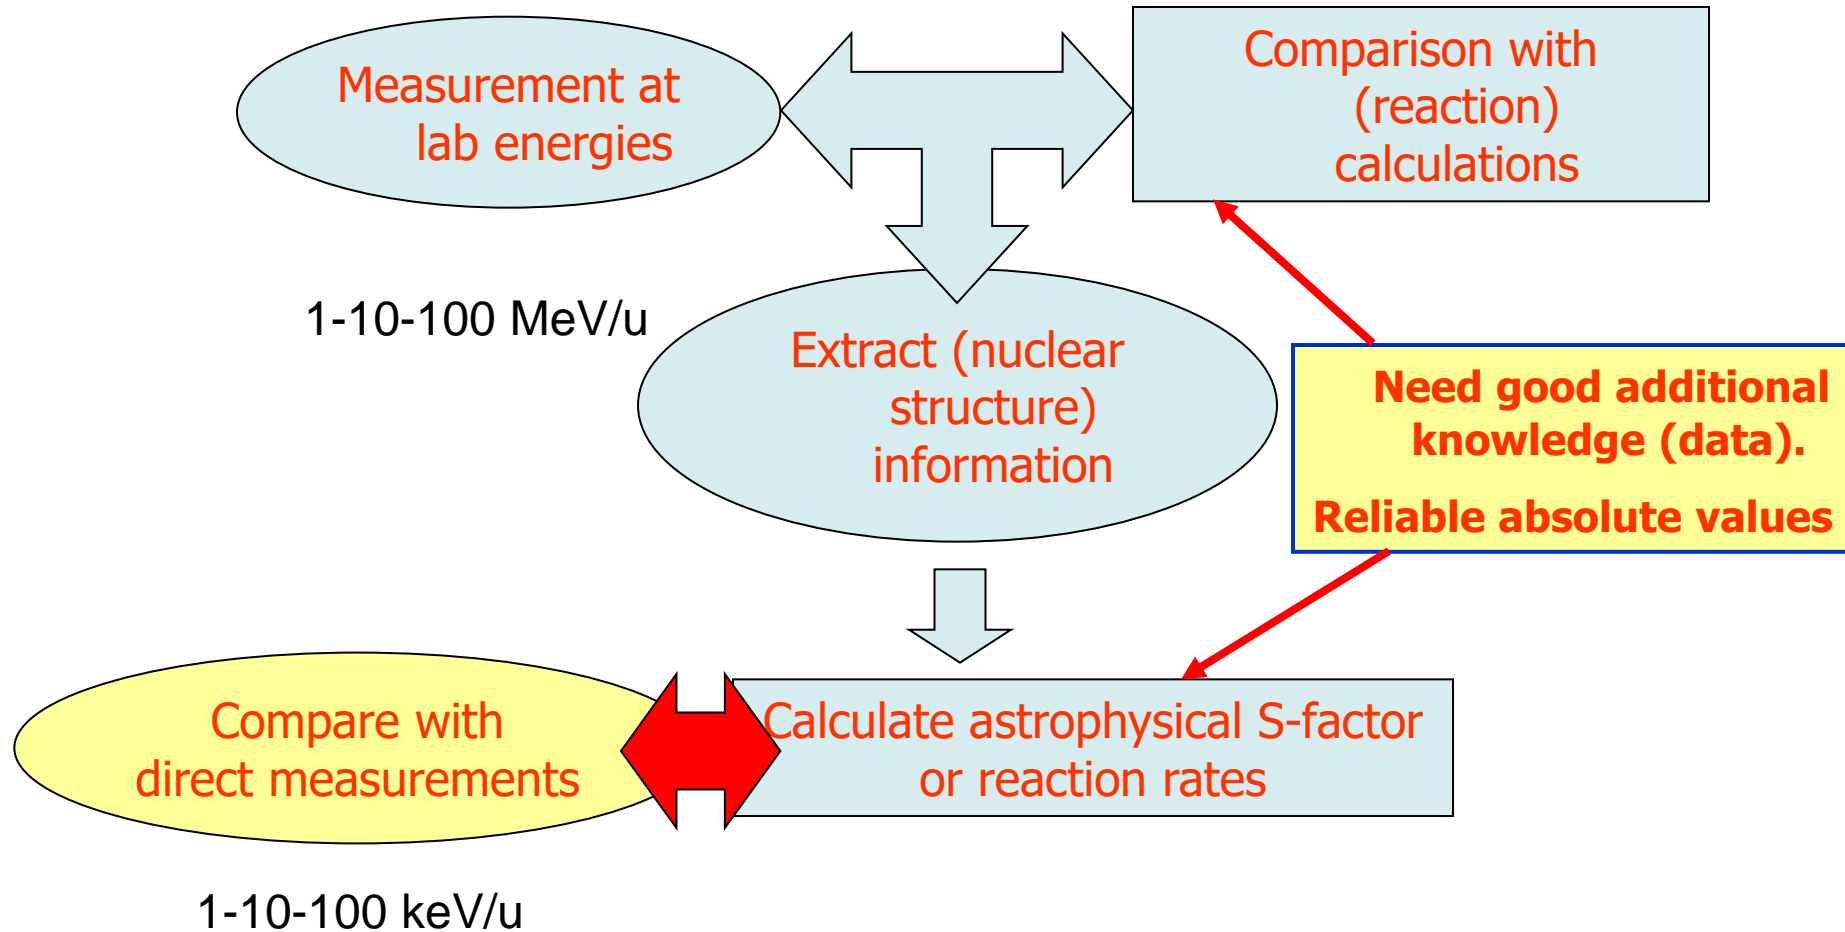 Measurement at
lab energies
Comparison with
(reaction)
calculations
1-10-100 MeV/u
Extract (nuclear
structure)
information
Need good additional
knowledge (data).
Reliable absolute values
Compare with
direct measurements
Calculate astrophysical S-factor
or reaction rates
1-10-100 keV/u